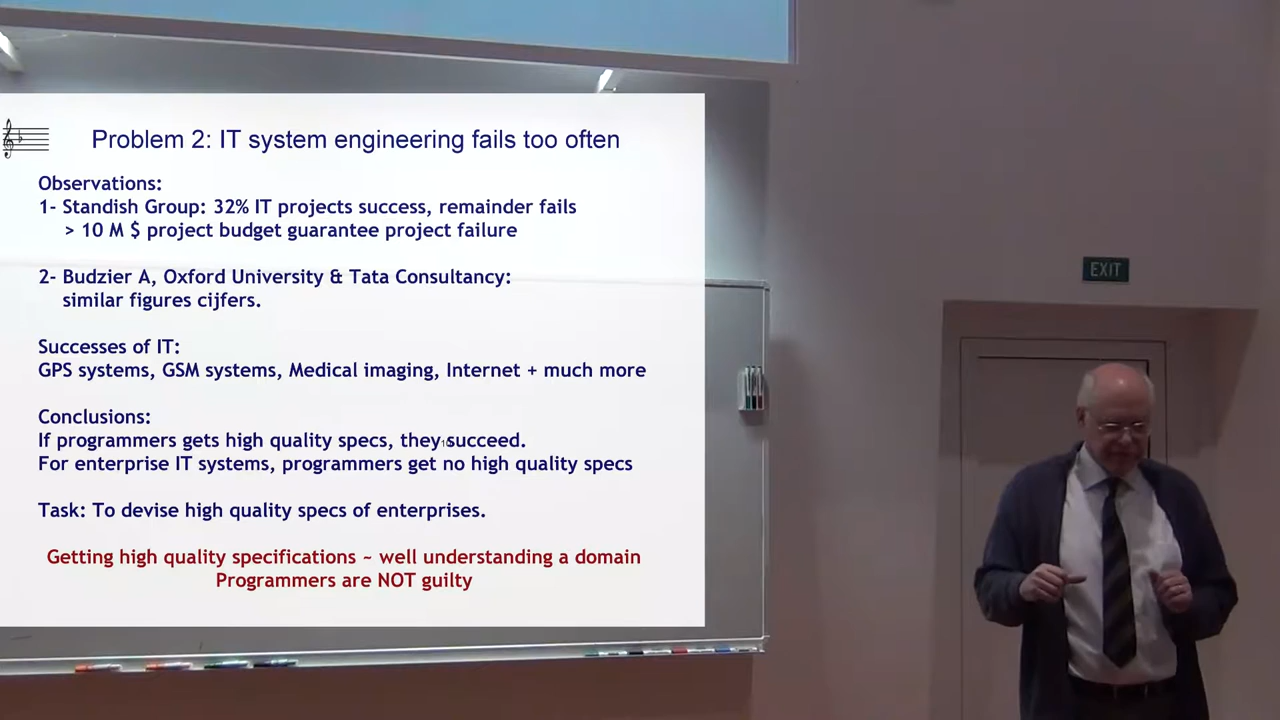 Problem 2: IT system engineering fails too often
Observations:
1- Standish Group: 32% IT projects success, remainder fails
> 10 M $ project budget guarantee project failure
2- Budzier A, Oxford University & Tata Consultancy:
similar figures cijfers.
Successes of IT:
GPS systems, GSM systems, Medical imaging, Internet + much more
Conclusions:
If programmers gets high quality specs, they succeed.
For enterprise IT systems, programmers get no high quality specs
Task: To devise high quality specs of enterprises.
Getting high quality specifications ~ well understanding a domain
Programmers are NOT guilty
EXIT